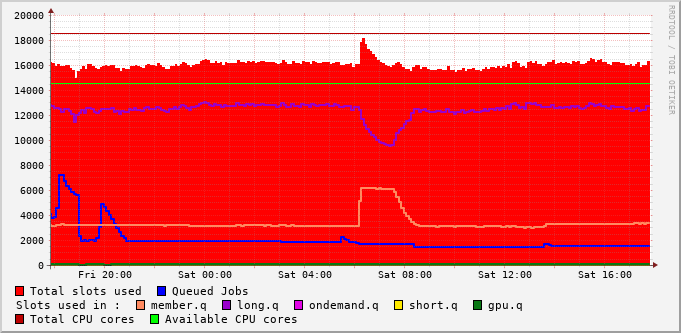 20000
18000
16000
14000
12000
10000
8000
6000
4000
2000
0
Fri 20:00 Sat 00:00 Sat 04:00 Sat 08:00 Sat 12:00 Sat 16:00
RRDTOOL / TOBI OETIKER
Total slots used Queued Jobs
Slots used in : member.q long.q ondemand.q short.q gpu.q
Total CPU cores Available CPU cores